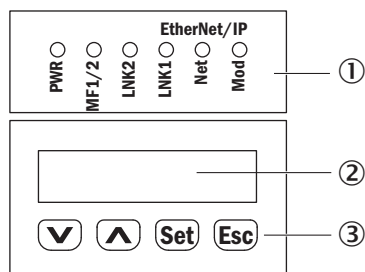 EtherNet/IP
PWR MF1/2 LNK2 LNK1 Net Mod
①
②
Set Esc
③